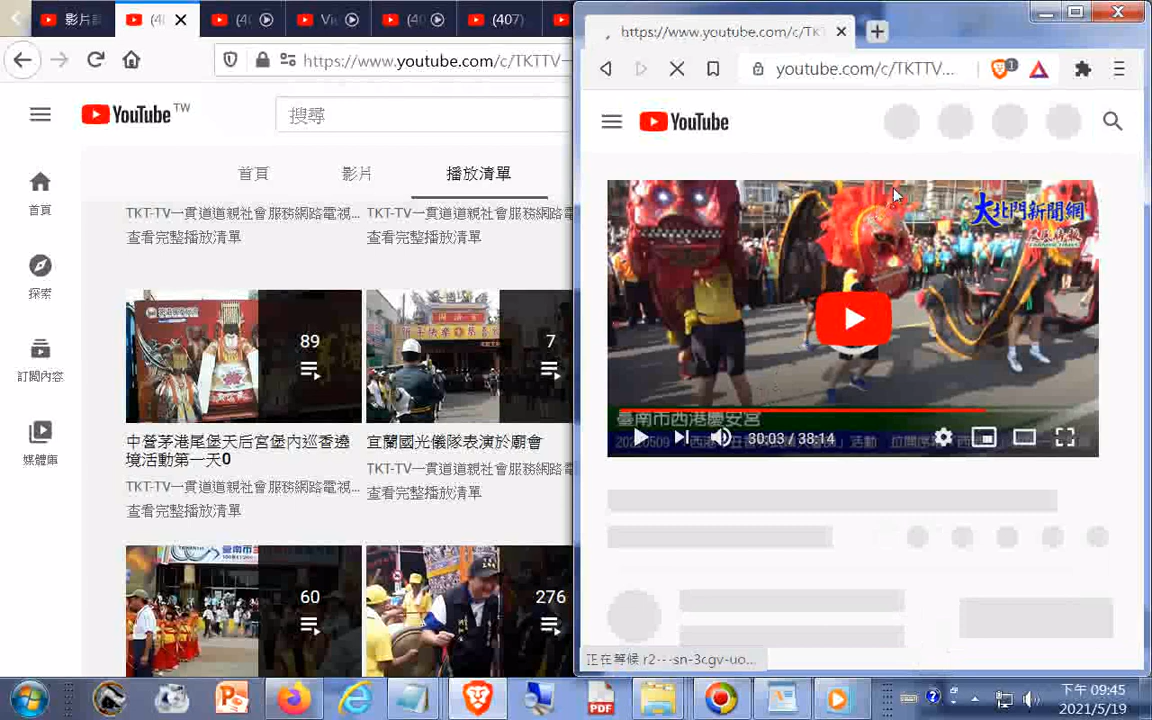 影片
(40
(40
Vi
(40
(407)
https://www.youtube.com/c/TKTTV—
YouTube TW
搜尋
首頁
影片
播放清單
首頁
探索
訂閱內容
媒體庫
TKT-TV一貫道道親社會服務網路電視...
查看完整播放清單
TKT-TV一貫道道親社會服務網路電視...
查看完整播放清單
89
中營茅港尾堡天后宮堡內巡香遶
境活動第一天0
TKT-TV一貫道道親社會服務網路電視...
查看完整播放清單
7
宜蘭國光儀隊表演於廟會
TKT-TV一貫道道親社會服務網路電視
查看完整播放清單
60
276
https://www.youtube.com/c/TK
youtube.com/c/TKTTV...
1
YouTube
大北門新聞網
臺南市西港慶安宮
30:03 / 38:14
正在等候 r2---sn-3cgv-uo...
PDF
下午 09:45
2021/5/19